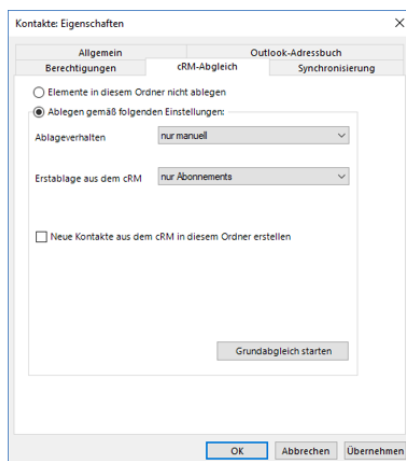 Kontakte: Eigenschaften
Allgemein Outlook-Adressbuch
Berechtigungen cRM-Abgleich Synchronisierung
Elemente in diesem Ordner nicht ablegen
Ablegen gemäß folgenden Einstellungen:
Ablageverhalten nur manuell
Erstablage aus dem cRM nur Abonnements
Neue Kontakte aus dem cRM in diesem Ordner erstellen
Grundabgleich starten
OK Abbrechen Übernehmen